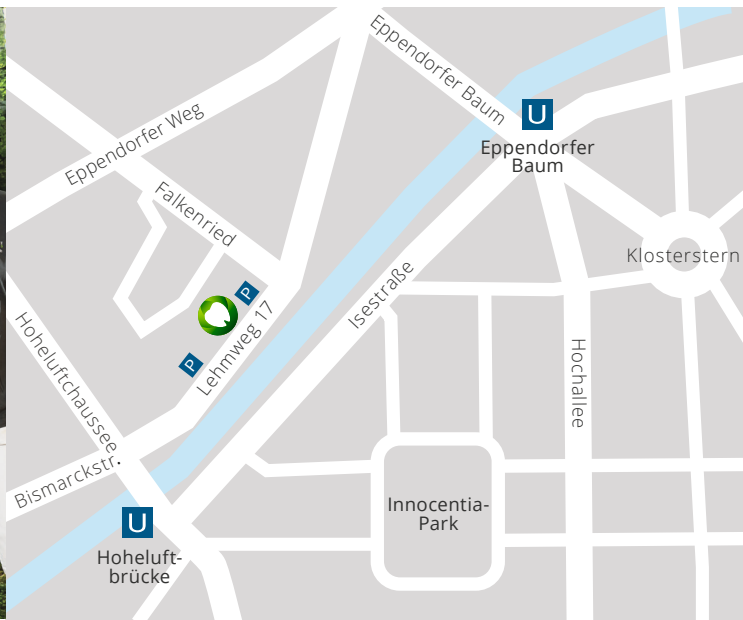 Eppendorfer Baum
U
Eppendorfer
Baum
Eppendorfer Weg
Falkenried
Klosterstern
P
Isestraße
Lehmweg 17
P
Hoheluftchaussee
Hochallee
Bismarckstr.
Innocentia-
Park
U
Hoheluft-
brücke